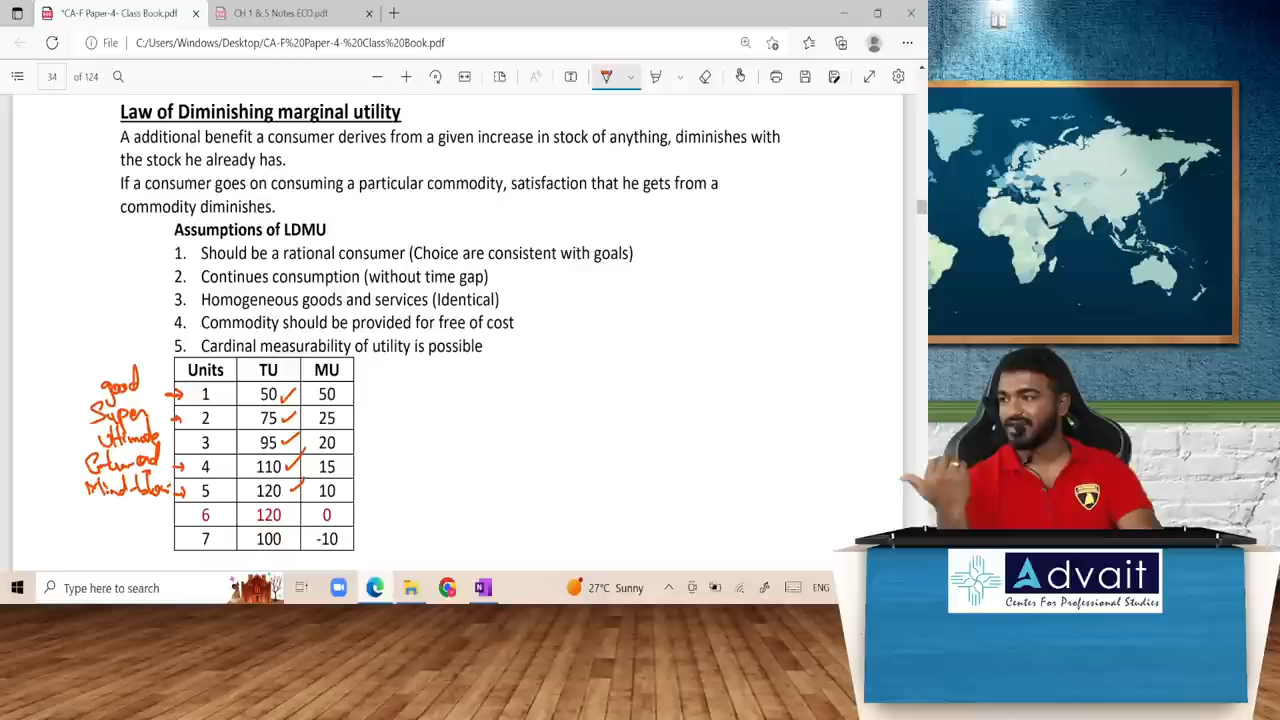 *CA-F Paper-4- Class Book.pdf
CH 1 & 5 Notes ECO.pdf
File
C:/Users/Windows/Desktop/CA-F%20Paper-4-%20Class%20Book.pdf
34 of 124
Law of Diminishing marginal utility
A additional benefit a consumer derives from a given increase in stock of anything, diminishes with
the stock he already has.
If a consumer goes on consuming a particular commodity, satisfaction that he gets from a
commodity diminishes.
Assumptions of LDMU
1. Should be a rational consumer (Choice are consistent with goals)
2. Continues consumption (without time gap)
3. Homogeneous goods and services (Identical)
4. Commodity should be provided for free of cost
5. Cardinal measurability of utility is possible
Units TU MU
good 1 50 50
Super 2 75 25
Ultimate 3 95 20
4 110 15
5 120 10
6 120 0
7 100 -10
Type here to search
27°C Sunny
ENG
Advait
Center For Professional Studies